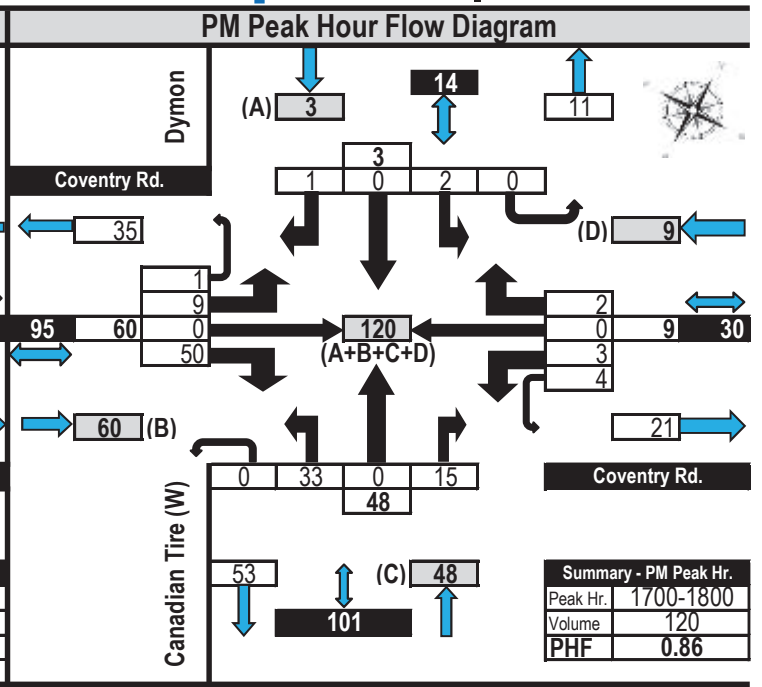 PM Peak Hour Flow Diagram
Dymon
(A) 3
14
11
3
Coventry Rd.
1 0 2 0
35
(D) 9
1
9
95 60 0
50
120
(A+B+C+D)
2
0 9 30
3
4
60 (B)
21
0 33 0 15
48
Coventry Rd.
Canadian Tire (W)
53
(C) 48
101
Summary - PM Peak Hr.
Peak Hr. 1700-1800
Volume 120
PHF 0.86